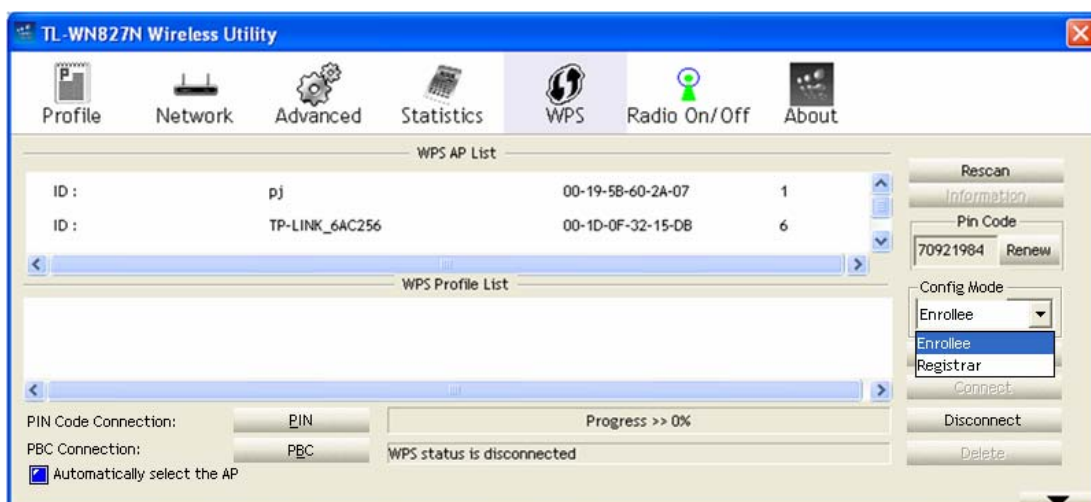 TL-WN827N Wireless Utility
Profile Network Advanced Statistics WPS Radio On/Off About
WPS AP List
ID : pj 00-19-5B-60-2A-07 1
ID : TP-LINK_6AC256 00-1D-0F-32-15-DB 6
WPS Profile List
Rescan
Information
Pin Code
70921984 Renew
Config Mode
Enrollee
Enrollee
Registrar
Connect
Disconnect
Delete
PIN Code Connection: PIN Progress >> 0%
PBC Connection: PBC WPS status is disconnected
Automatically select the AP